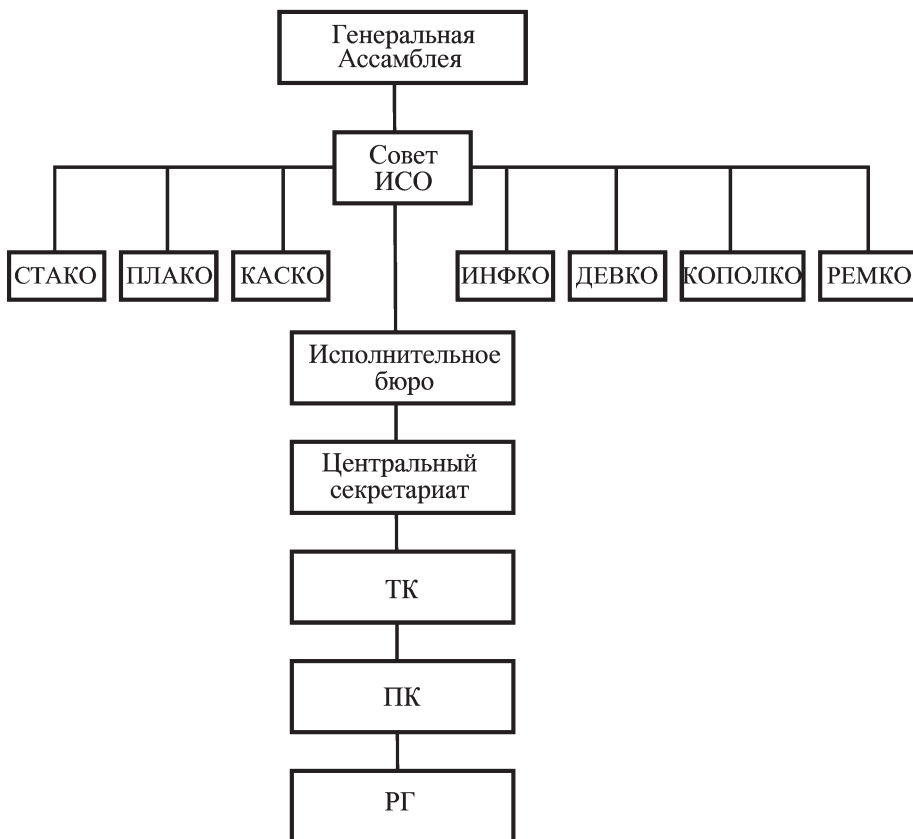 Генеральная
Ассамблея
Совет
ИСО
СТАКО
ПЛАКО
КАСКО
ИНФКО
ДЕВКО
КОПОЛКО
РЕМКО
Исполнительное
бюро
Центральный
секретариат
ТК
ПК
РГ